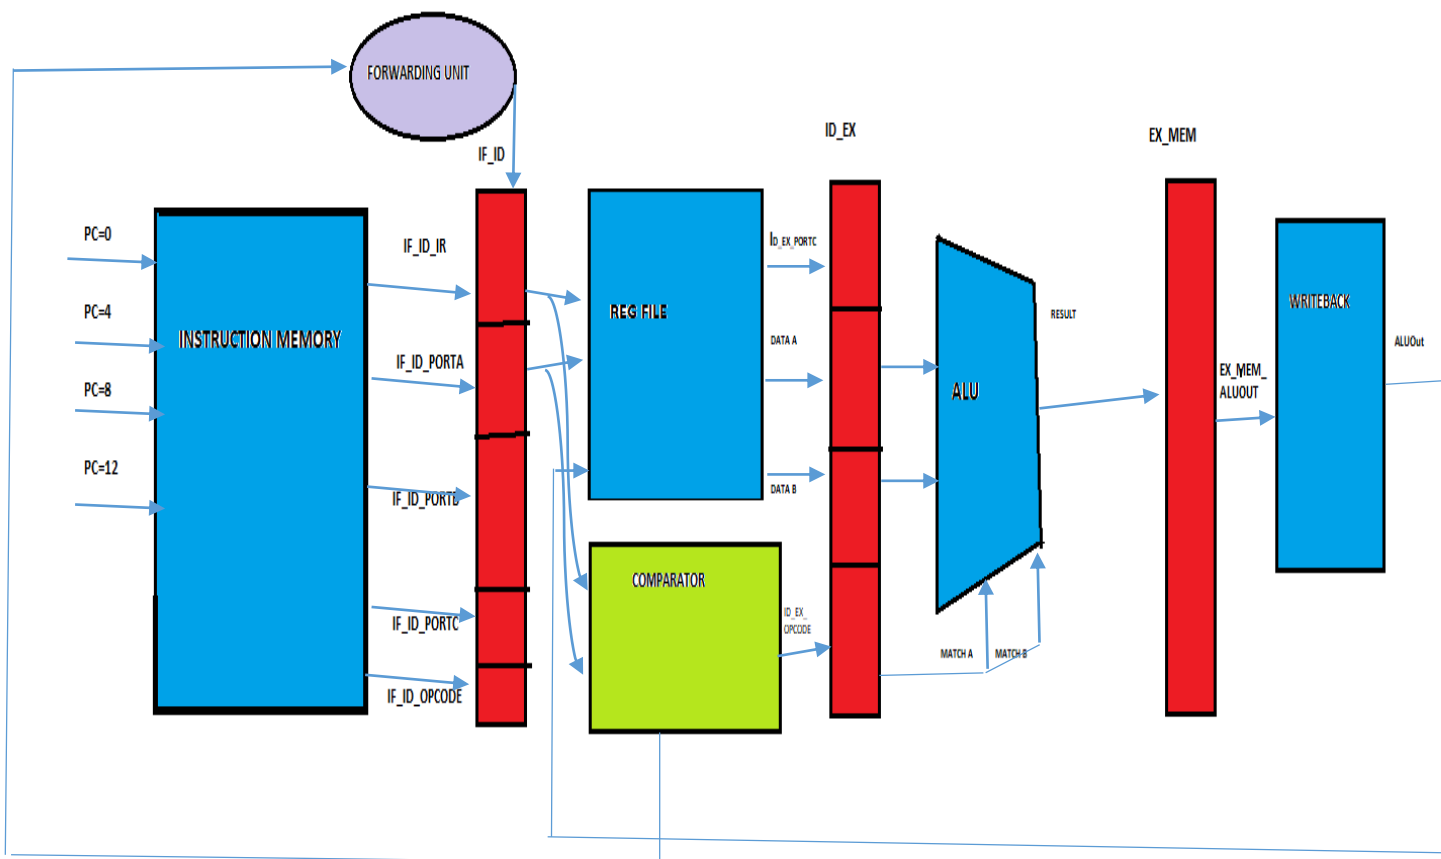 FORWARDING UNIT
IF_ID
ID_EX
EX_MEM
PC=0
PC=4
PC=8
PC=12
INSTRUCTION MEMORY
IF_ID_IR
IF_ID_PORTA
IF_ID_PORTB
IF_ID_PORTC
IF_ID_OPCODE
REG FILE
COMPARATOR
ID_EX_PORTC
DATA A
DATA B
ID_EX_
OPCODE
ALU
MATCH A
MATCH B
RESULT
EX_MEM_
ALUOUT
WRITEBACK
ALUOut